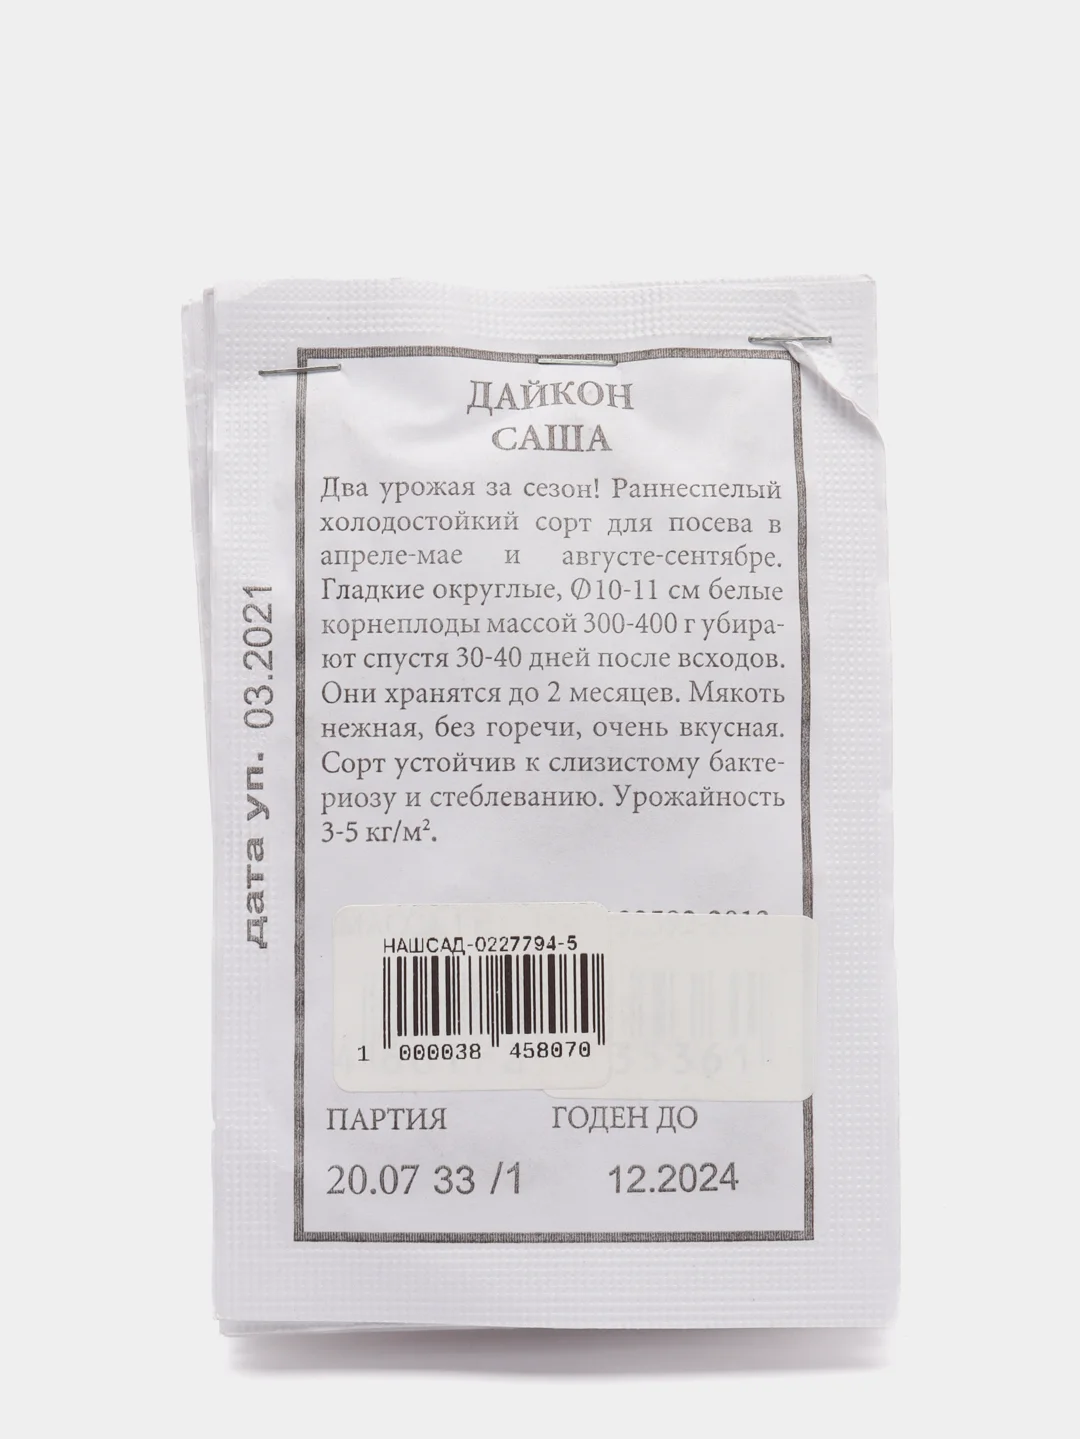 ДАЙКОН
САША
Два урожая за сезон! Раннеспелый
холодостойкий сорт для посева в
апреле-мае и августе-сентябре.
Гладкие округлые, Ø10-11 см белые
корнеплоды массой 300-400 г убира-
ют спустя 30-40 дней после всходов.
Они хранятся до 2 месяцев. Мякоть
нежная, без горечи, очень вкусная.
Сорт устойчив к слизистому бакте-
риозу и стеблеванию. Урожайность
3-5 кг/м².
дата уп. 03.2021
НАШСАД-0227794-5
1 000038 458070
ПАРТИЯ ГОДЕН ДО
20.07 33 /1 12.2024